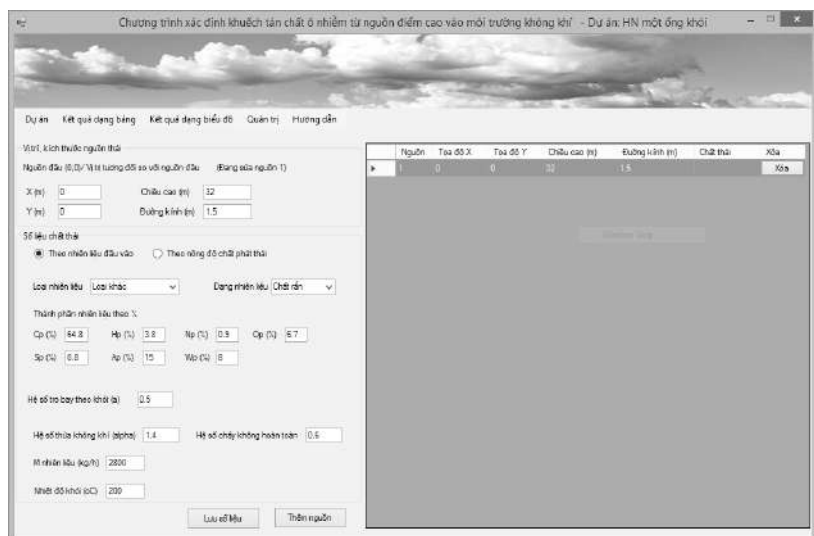 Chương trình xác định khuếch tán chất ô nhiễm từ nguồn điểm cao vào môi trường không khí - Dự án: HN một ống khói
Dự án Kết quả dạng bảng Kết quả dạng biểu đồ Quản trị Hướng dẫn
Vị trí, kích thước nguồn thải
Nguồn đầu (0,0)/ Vị trí tương đối so với nguồn đầu (Đang sửa nguồn 1)
X (m) 0 Chiều cao (m) 32
Y (m) 0 Đường kính (m) 1.5
Số liệu chất thải
Theo nhiên liệu đầu vào Theo nồng độ chất phát thải
Loại nhiên liệu Loại khác Dạng nhiên liệu Chất rắn
Thành phần nhiên liệu theo %
Cp (%) 64.8 Hp (%) 3.8 Np (%) 0.9 Op (%) 6.7
Sp (%) 0.8 Ap (%) 15 Wp (%) 8
Hệ số tro bay theo khói (a) 0.5
Hệ số thừa không khí (alpha) 1.4 Hệ số cháy không hoàn toàn 0.6
M nhiên liệu (kg/h) 2800
Nhiệt độ khói (oC) 200
Lưu số liệu Thêm nguồn
Nguồn Toa độ X Toa độ Y Chiều cao (m) Đường kính (m) Chất thải Xóa
1 0 0 32 1.5 Xóa